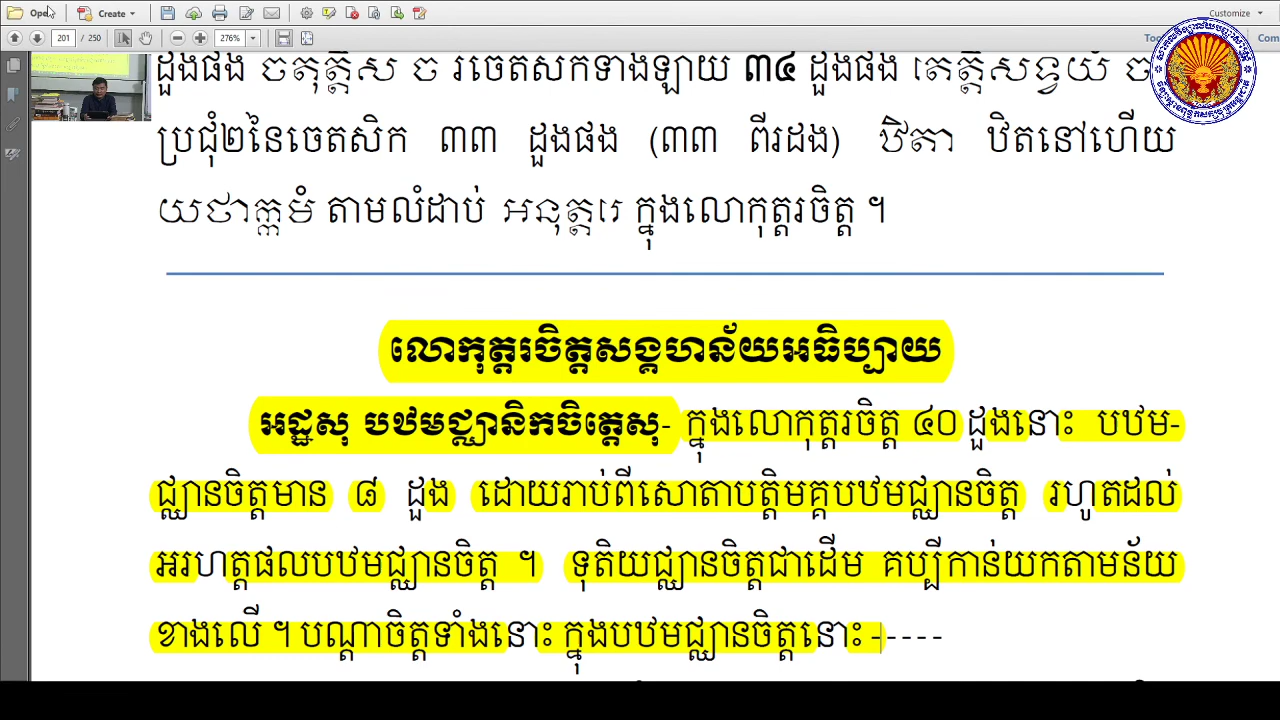 Open Create Customize
201 / 250 276%
ដួងផង ចតុត្តិស ច រចេតសកទាំងឡាយ ៣៤ ដួងផង តេត្តិសទ្វយំ ច
ប្រជុំ២នៃចេតសិក ៣៣ ដួងផង (៣៣ ពីរដង) ឋិតា ឋិតនៅហើយ
យថាក្កមំ តាមលំដាប់ អនុត្តរេ ក្នុងលោកុត្តរចិត្ត ។
លោកុត្តរចិត្តសង្គហន័យអធិប្បាយ
អដ្ឋសុ បឋមជ្ឈានិកចិត្តេសុ- ក្នុងលោកុត្តរចិត្ត ៤០ ដួងនោះ បឋម-
ជ្ឈានចិត្តមាន ៨ ដួង ដោយរាប់ពីសោតាបត្តិមគ្គបឋមជ្ឈានចិត្ត រហូតដល់
អរហត្តផលបឋមជ្ឈានចិត្ត ។ ទុតិយជ្ឈានចិត្តជាដើម គប្បីកាន់យកតាមន័យ
ខាងលើ ។ បណ្តាចិត្តទាំងនោះ ក្នុងបឋមជ្ឈានចិត្តនោះ -----